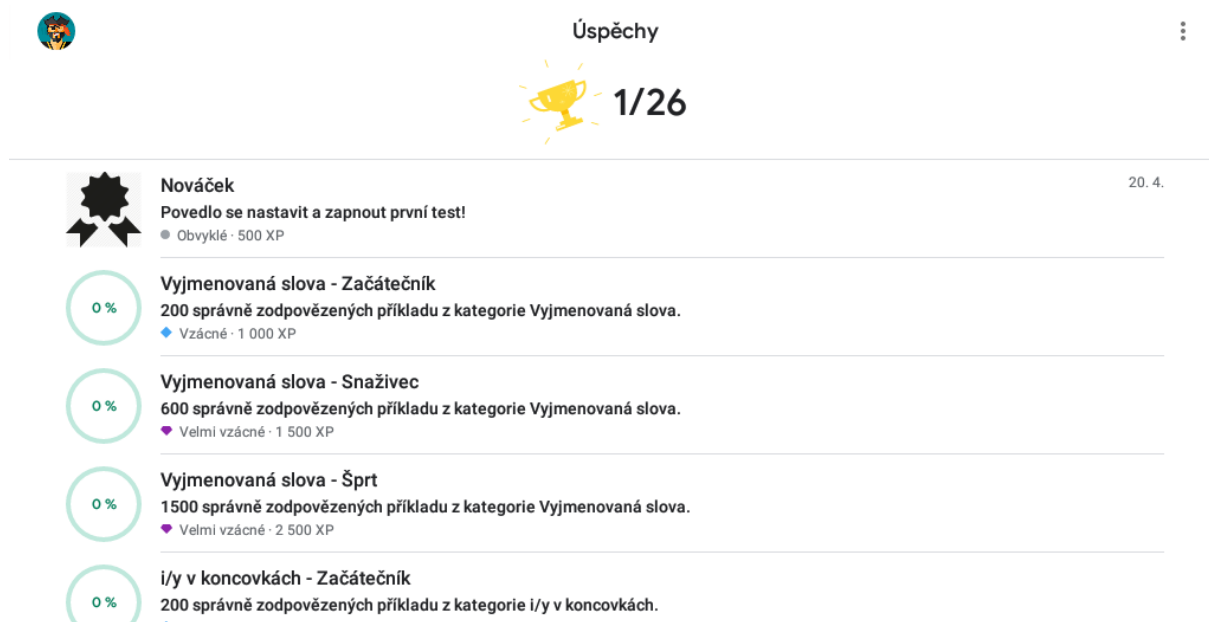 Úspěchy
1/26
Nováček
20. 4.
Povedlo se nastavit a zapnout první test!
Obvyklé · 500 XP
Vyjmenovaná slova - Začátečník
0 %
200 správně zodpovězených příkladu z kategorie Vyjmenovaná slova.
Vzácné · 1 000 XP
Vyjmenovaná slova - Snaživec
0 %
600 správně zodpovězených příkladu z kategorie Vyjmenovaná slova.
Velmi vzácné · 1 500 XP
Vyjmenovaná slova - Šprt
0 %
1500 správně zodpovězených příkladu z kategorie Vyjmenovaná slova.
Velmi vzácné · 2 500 XP
i/y v koncovkách - Začátečník
0 %
200 správně zodpovězených příkladu z kategorie i/y v koncovkách.